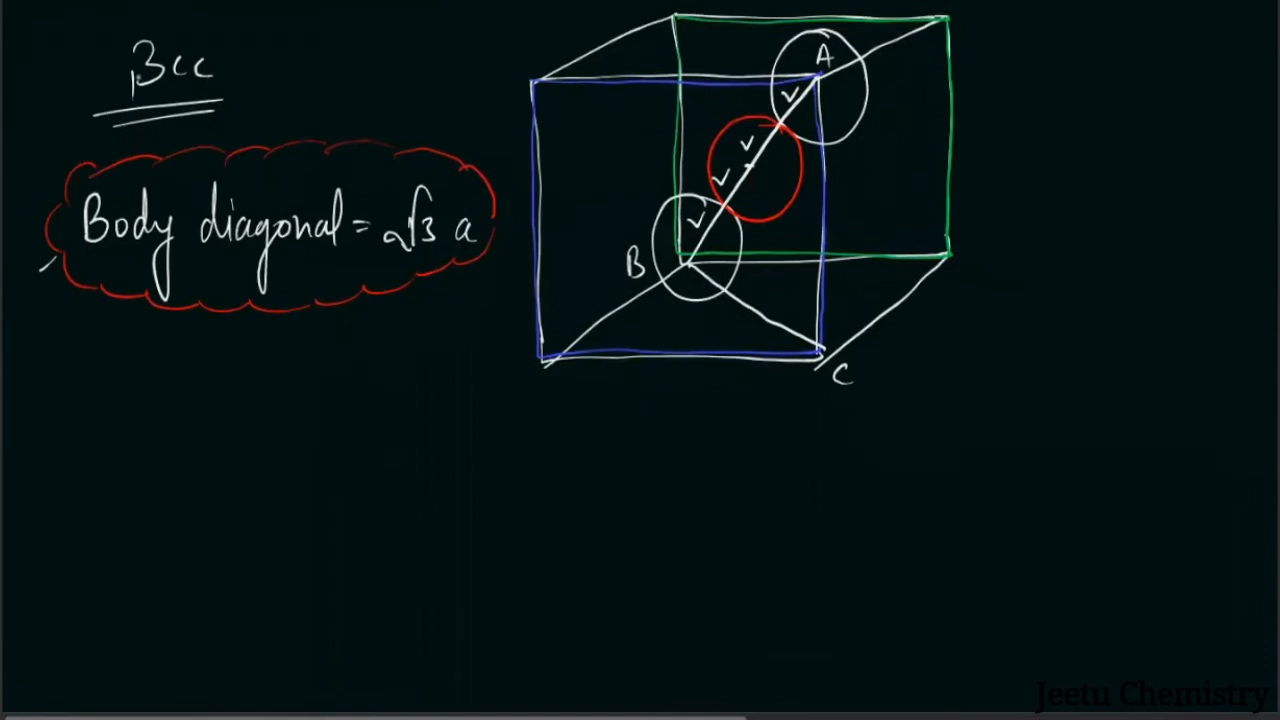 Bcc
A
Body diagonal = √3 a
r
r
r
r
B
C
Jeetu Chemistry